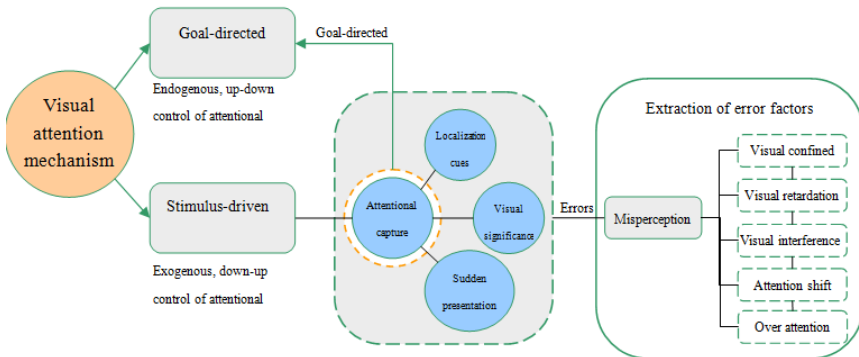 Visual
attention
mechanism
Goal-directed
Endogenous, up-down
control of attentional
Goal-directed
Stimulus-driven
Exogenous, down-up
control of attentional
Localization
cues
Attentional
capture
Visual
significance
Sudden
presentation
Errors
Extraction of error factors
Misperception
Visual confined
Visual retardation
Visual interference
Attention shift
Over attention